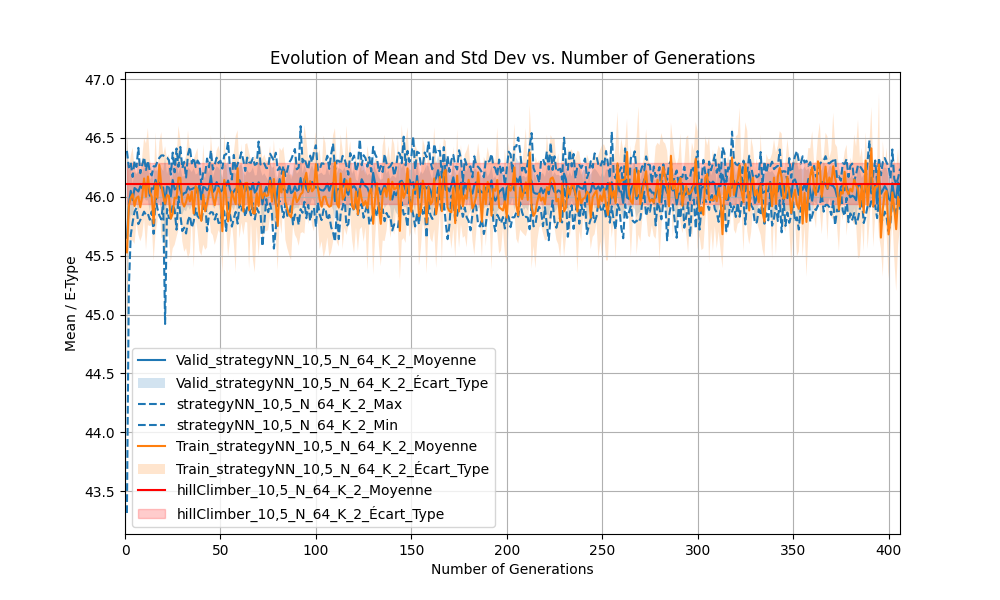 Evolution of Mean and Std Dev vs. Number of Generations
47.0
46.5
46.0
45.5
45.0
44.5
44.0
43.5
Mean / E-Type
Valid_strategyNN_10,5_N_64_K_2_Moyenne
Valid_strategyNN_10,5_N_64_K_2_Écart_Type
strategyNN_10,5_N_64_K_2_Max
strategyNN_10,5_N_64_K_2_Min
Train_strategyNN_10,5_N_64_K_2_Moyenne
Train_strategyNN_10,5_N_64_K_2_Écart_Type
hillClimber_10,5_N_64_K_2_Moyenne
hillClimber_10,5_N_64_K_2_Écart_Type
0 50 100 150 200 250 300 350 400
Number of Generations